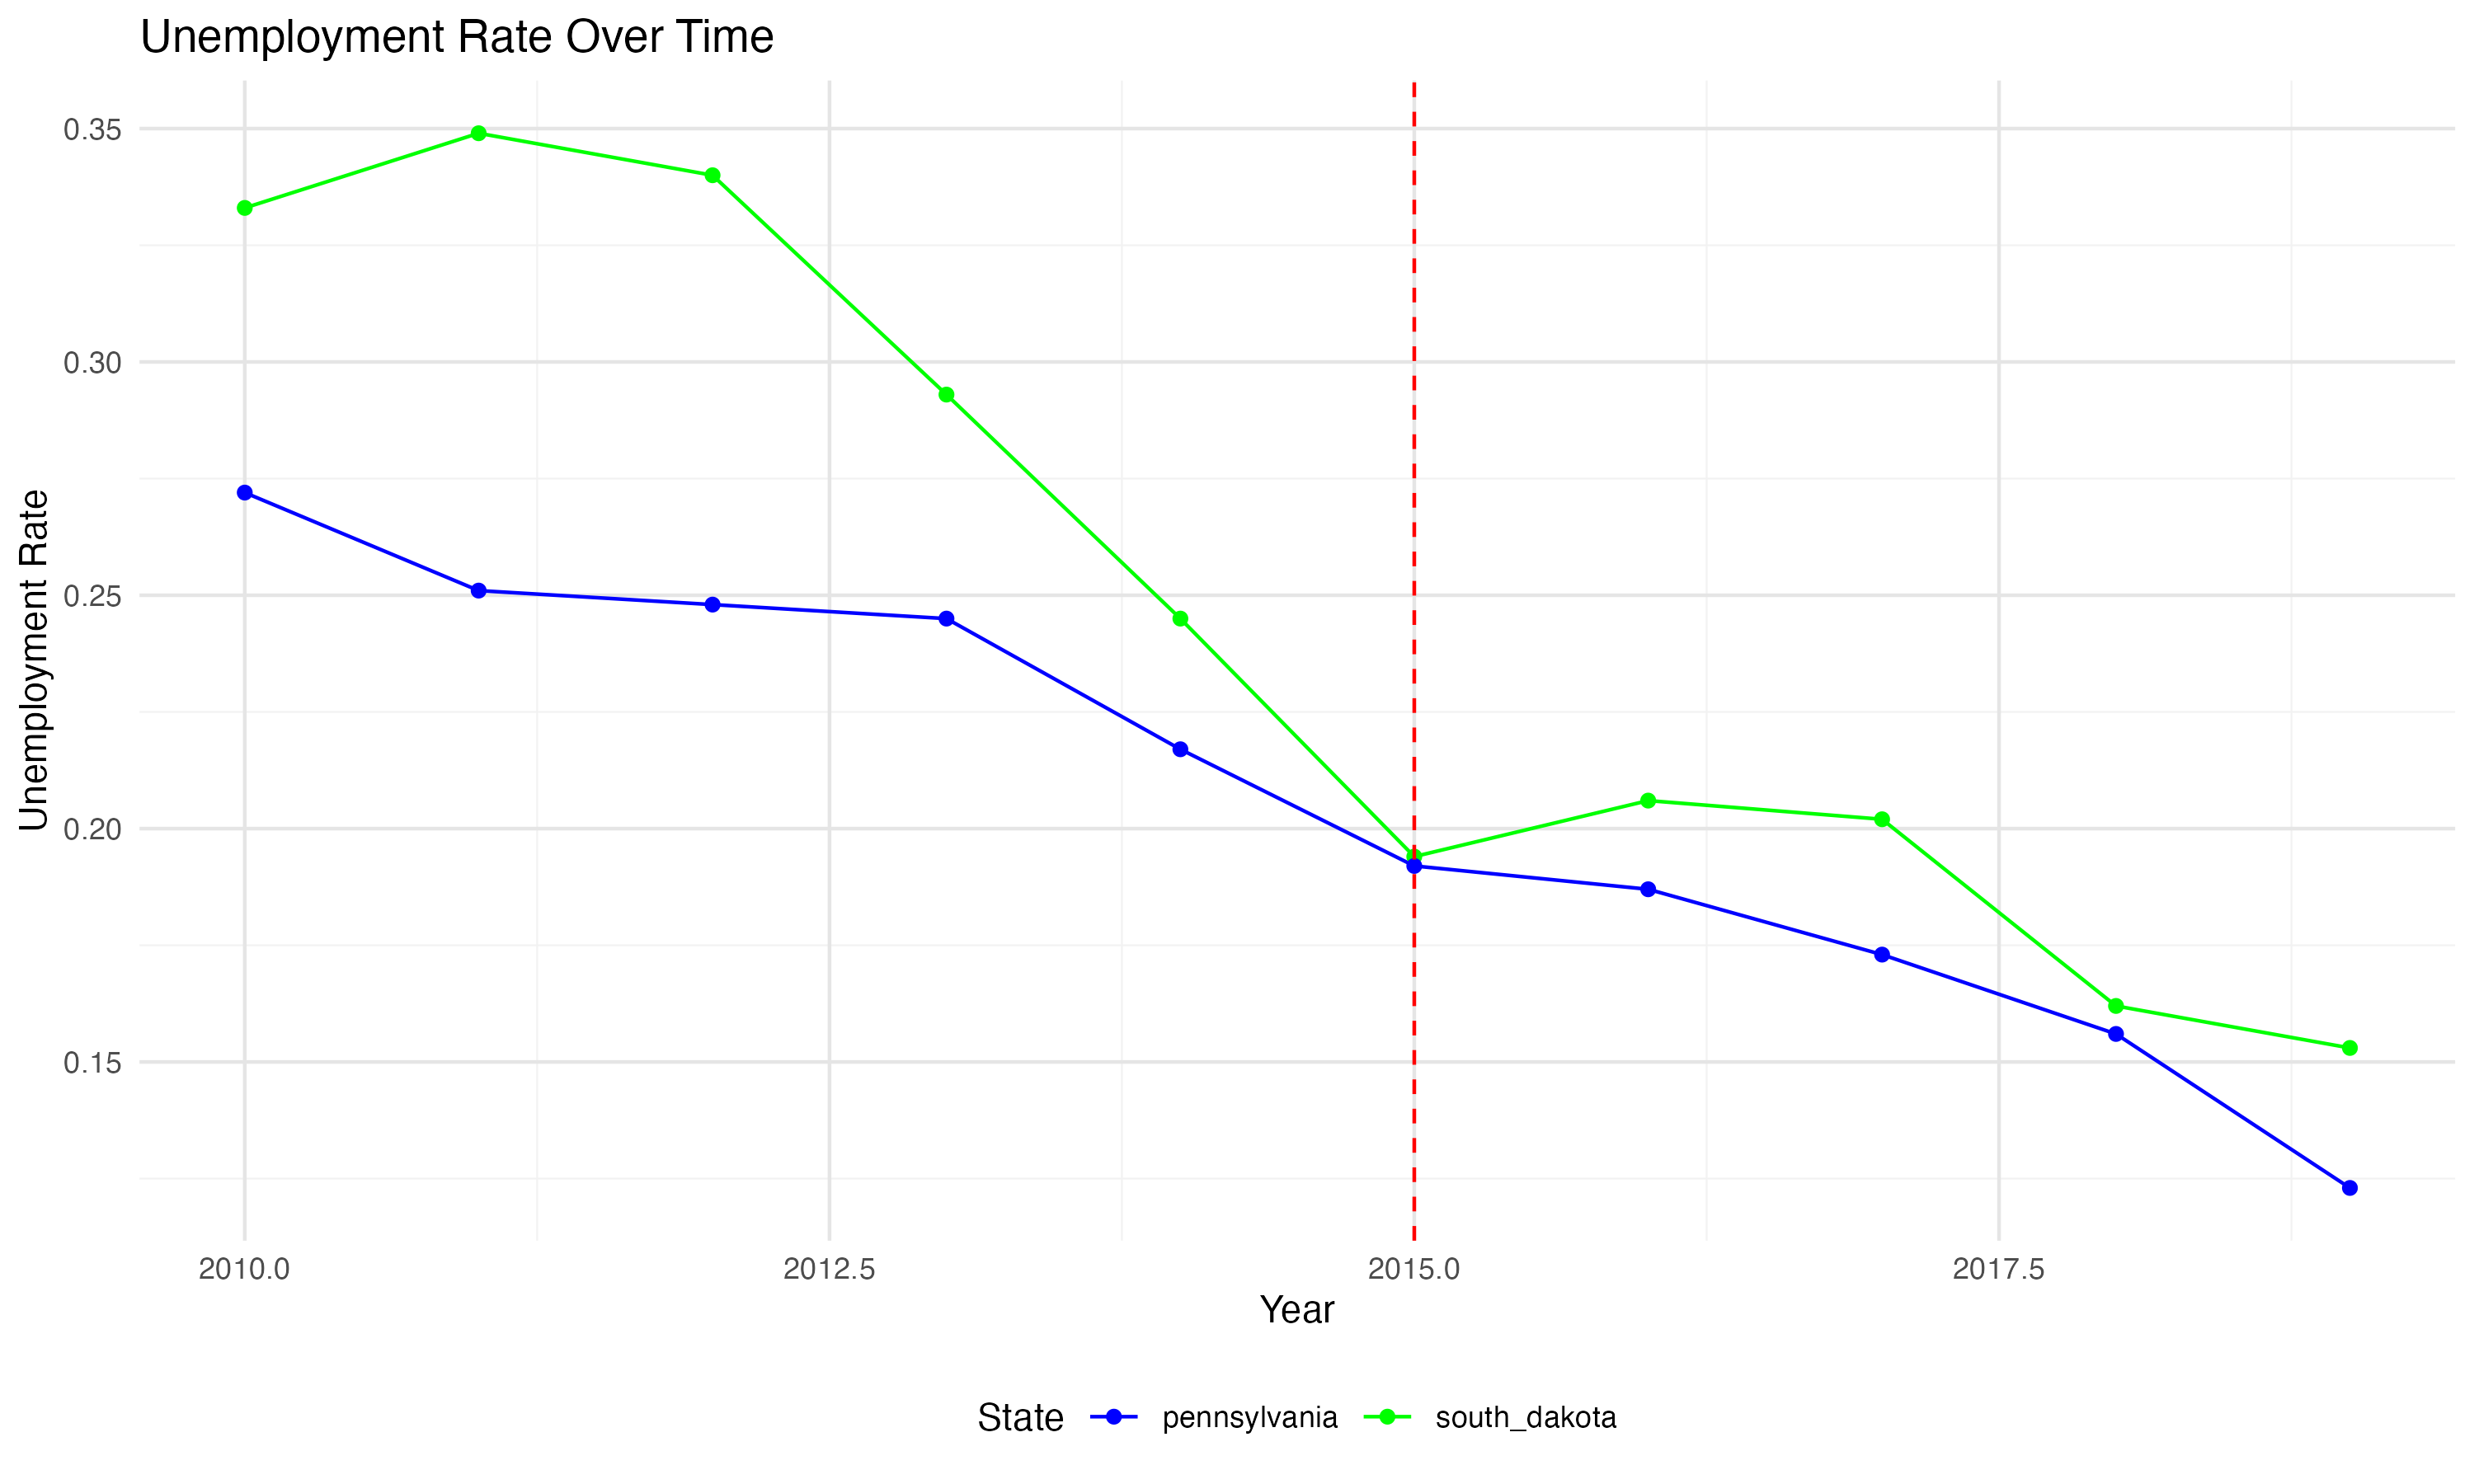 Unemployment Rate Over Time
Unemployment Rate
0.35
0.30
0.25
0.20
0.15
2010.0 2012.5 2015.0 2017.5
Year
State pennsylvania south_dakota